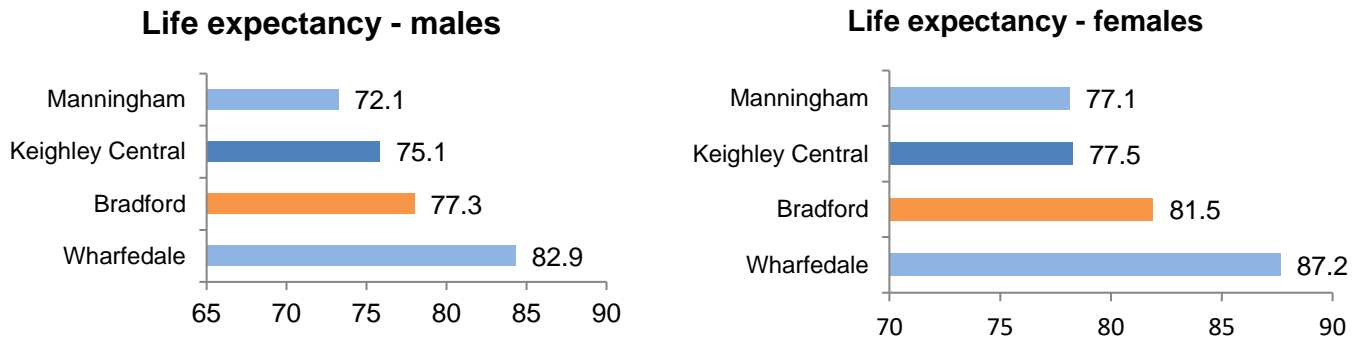 Life expectancy - males
Manningham 72.1
Keighley Central 75.1
Bradford 77.3
Wharfedale 82.9
65 70 75 80 85 90
Life expectancy - females
Manningham 77.1
Keighley Central 77.5
Bradford 81.5
Wharfedale 87.2
70 75 80 85 90